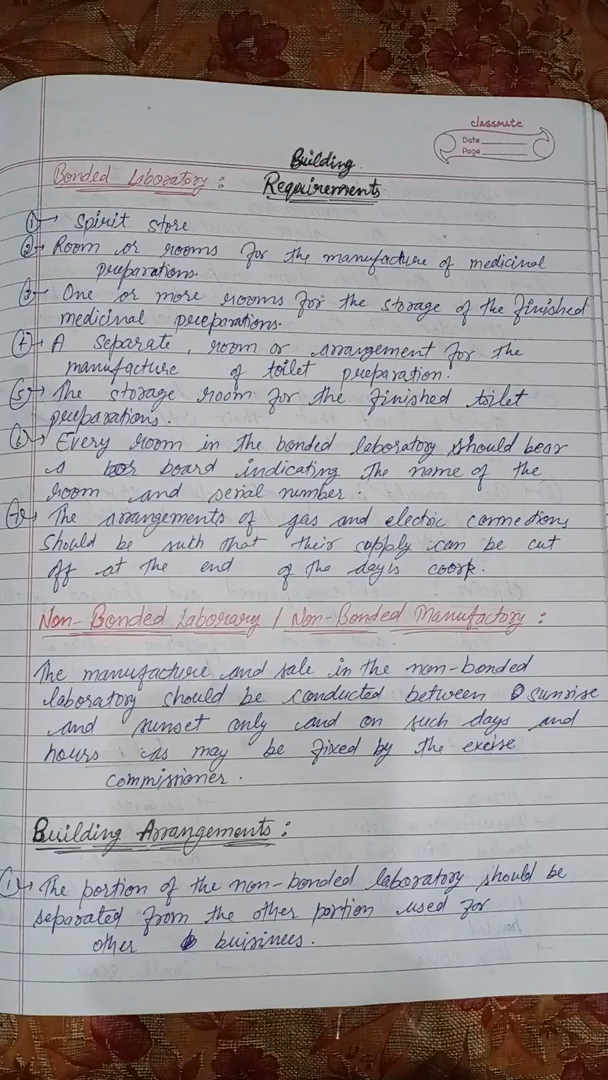 classmate
Date
Page
Building
Bonded Laboratory : Requirements
① → Spirit store
② → Room or rooms for the manufacture of medicinal
preparations.
③ → One or more rooms for the storage of the finished
medicinal preparations.
④ → A separate, room or arrangement for the
manufacture of toilet preparation.
⑤ → The storage room for the finished toilet
preparations.
⑥ → Every room in the bonded laboratory should bear
a board indicating the name of the
room and serial number.
⑦ → The arrangements of gas and electric connections
should be such that their supply can be cut
off at the end of the day's
Non-Bonded Laborary / Non-Bonded Manufactory :
The manufacture and sale in the non-bonded
laboratory should be conducted between sunrise
and sunset only and on such days and
hours as may be fixed by the excise
commissioner.
Building Arrangements :
① → The portion of the non-bonded laboratory should be
separated from the other portion used for
other buisinees.